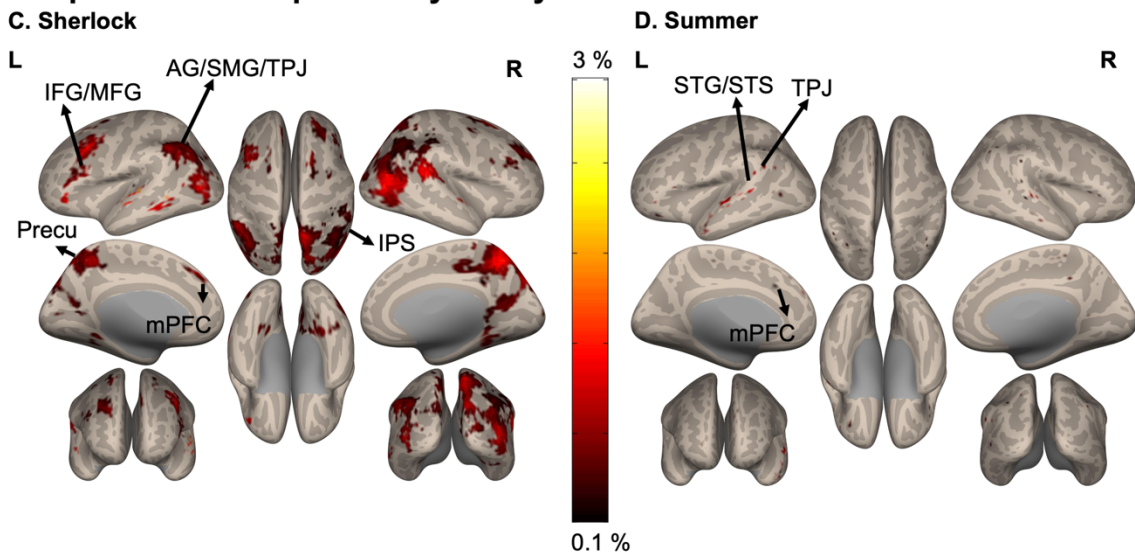 C. Sherlock
D. Summer
L
R
3 %
L
R
AG/SMG/TPJ
IFG/MFG
STG/STS
TPJ
Precu
IPS
mPFC
mPFC
0.1 %